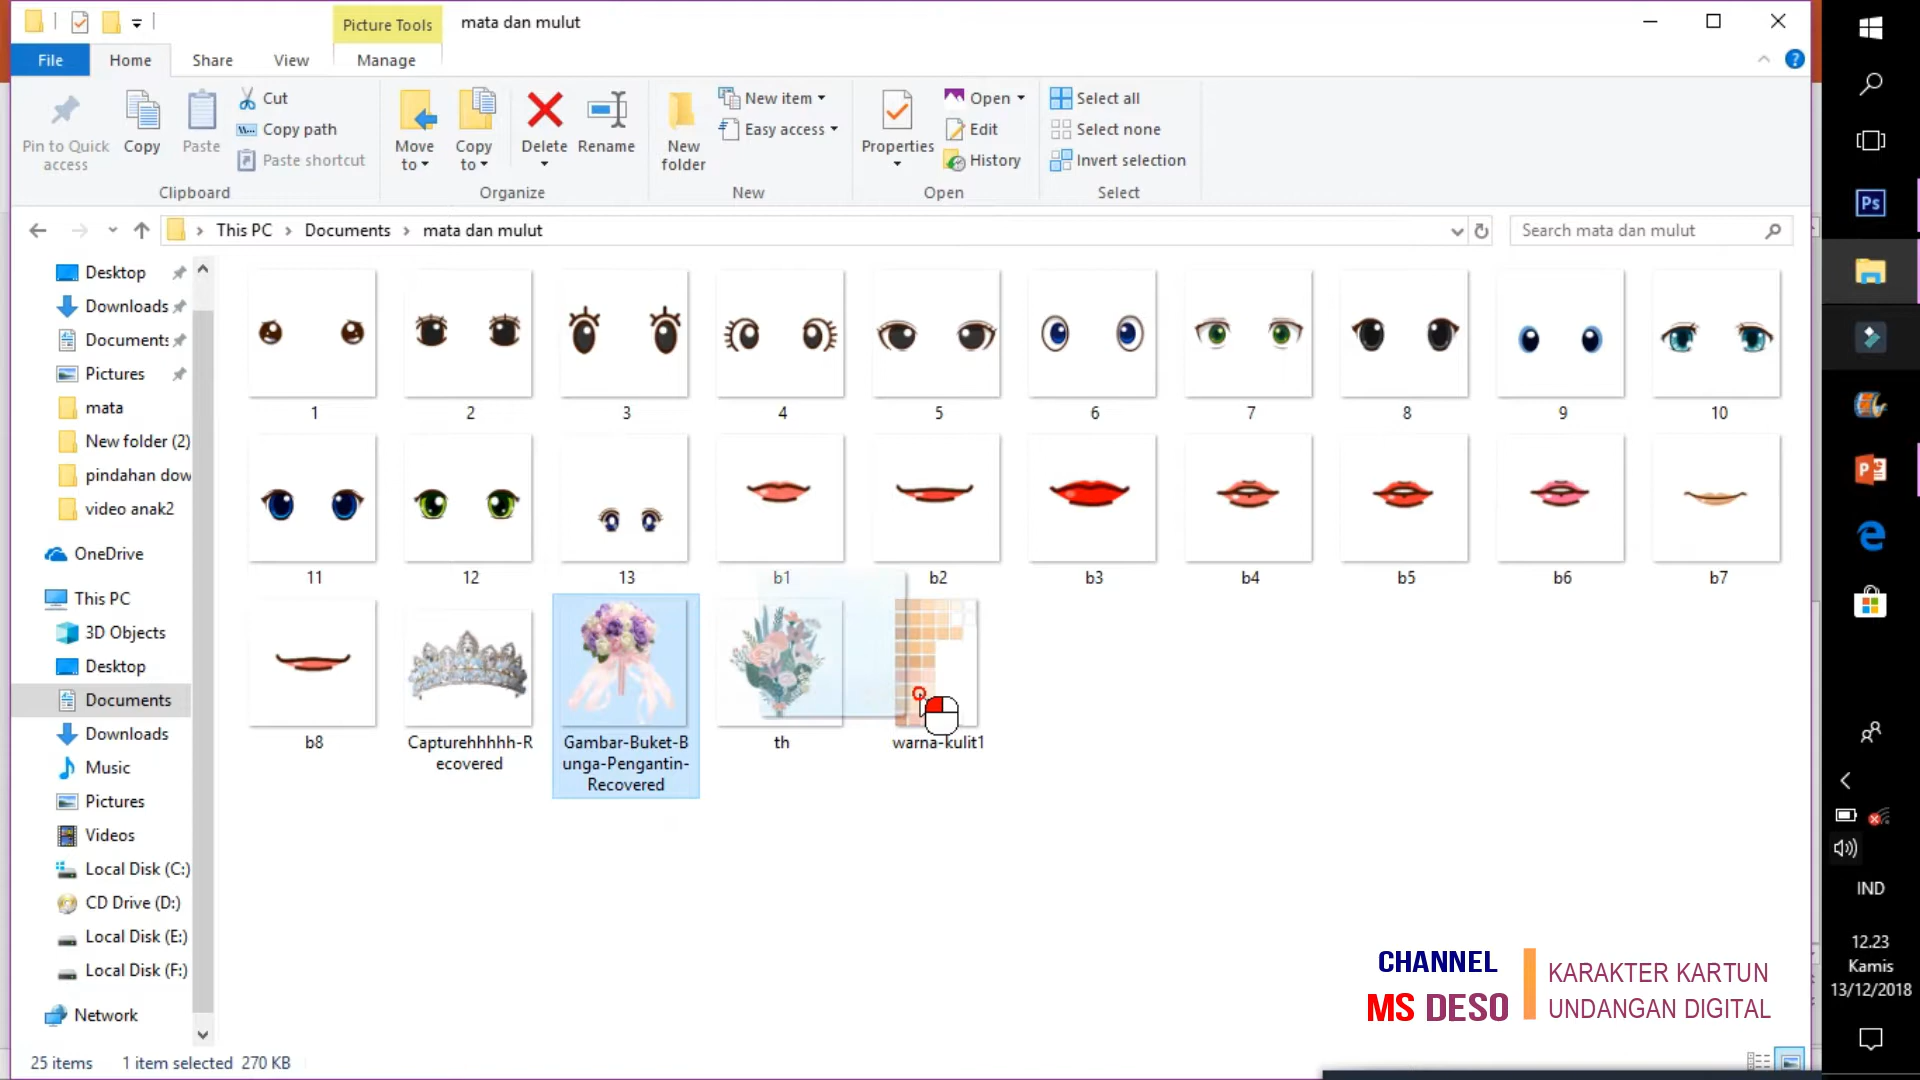 Picture Tools
mata dan mulut
File
Home
Share
View
Manage
Pin to Quick access
Copy
Paste
Cut
Copy path
Paste shortcut
Clipboard
Move to
Copy to
Delete
Rename
Organize
New folder
New item
Easy access
New
Properties
Open
Edit
History
Open
Select all
Select none
Invert selection
Select
This PC > Documents > mata dan mulut
Search mata dan mulut
Desktop
Downloads
Documents
Pictures
mata
New folder (2)
pindahan dow
video anak2
OneDrive
This PC
3D Objects
Desktop
Documents
Downloads
Music
Pictures
Videos
Local Disk (C:)
CD Drive (D:)
Local Disk (E:)
Local Disk (F:)
Network
1
2
3
4
5
6
7
8
9
10
11
12
13
b1
b2
b3
b4
b5
b6
b7
b8
Capturehhhhh-R
ecovered
Gambar-Buket-B
unga-Pengantin-
Recovered
th
warna-kulit1
25 items
1 item selected 270 KB
CHANNEL
MS DESO
KARAKTER KARTUN
UNDANGAN DIGITAL
Ps
IND
12.23
Kamis
13/12/2018